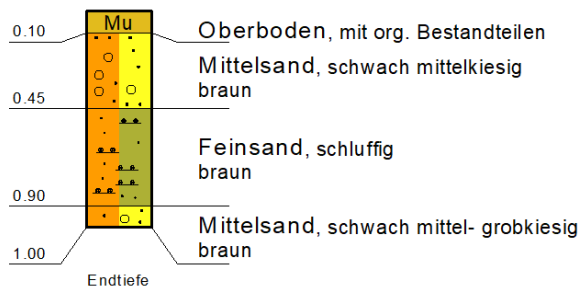 Mu
0.10
Oberboden, mit org. Bestandteilen
Mittelsand, schwach mittelkiesig
braun
0.45
Feinsand, schluffig
braun
0.90
Mittelsand, schwach mittel- grobkiesig
braun
1.00
Endtiefe